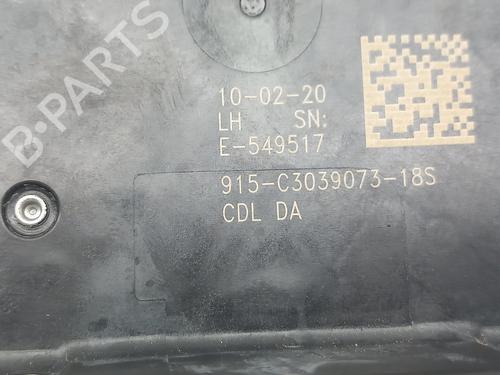 B-PARTS
10-02-20
LH SN:
E-549517
915-C3039073-18S
CDL DA